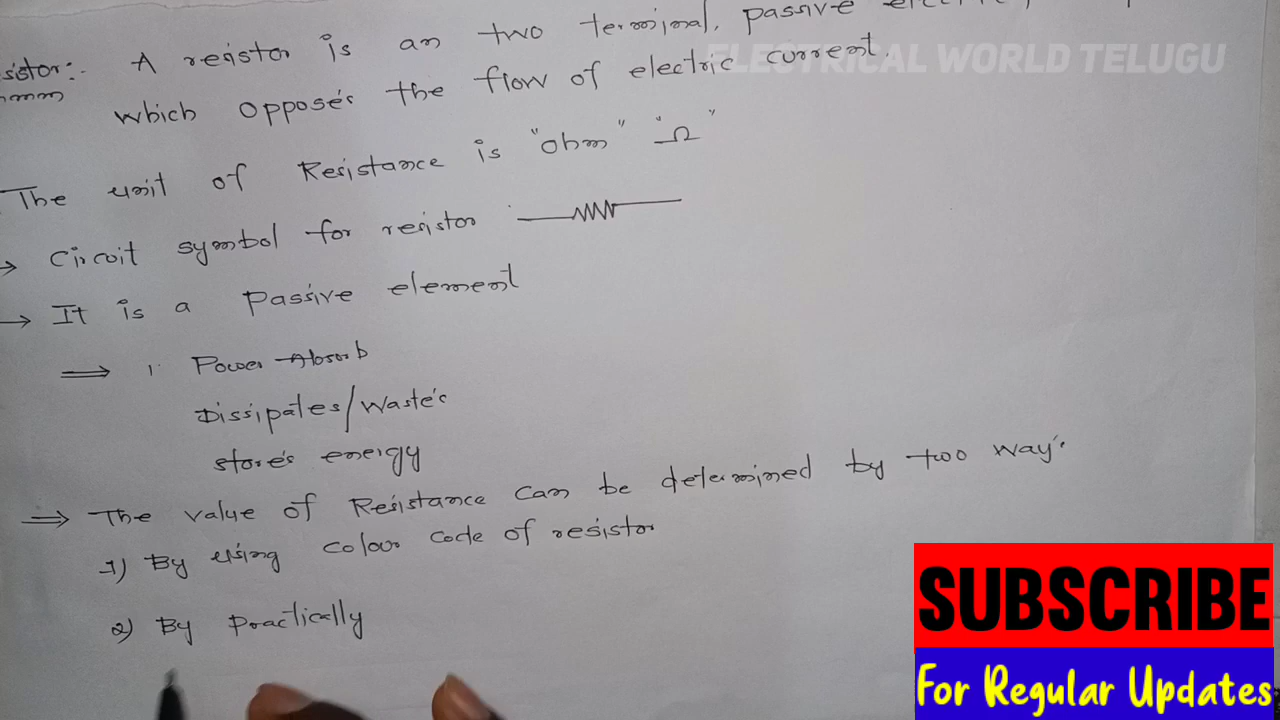 sistor:- A resistor is an two terminal, passive
which opposes the flow of electric current
ELECTRICAL WORLD TELUGU
The unit of Resistance is "ohm" "Ω"
→ Circuit symbol for resistor
→ It is a Passive element
⇒ 1. Power Absorb
Dissipates/Waste's
store's energy
⇒ The value of Resistance can be determined by two way's
1) By using colour code of resistor
2) By Practically
SUBSCRIBE
For Regular Updates